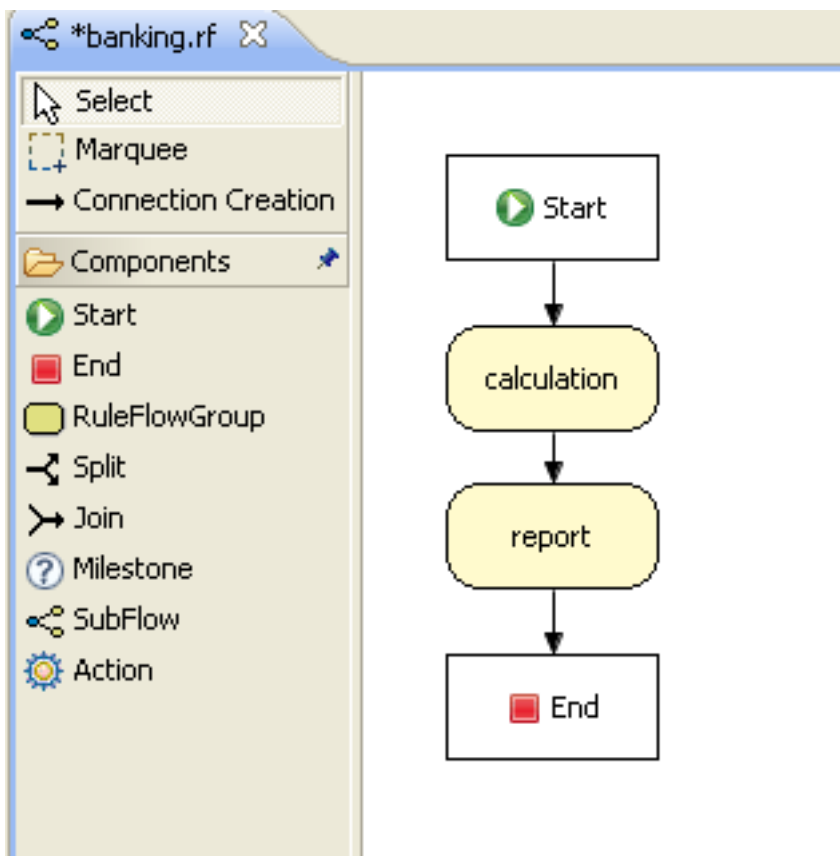 *banking.rf
Select
Marquee
Connection Creation
Components
Start
End
RuleFlowGroup
Split
Join
Milestone
SubFlow
Action
Start
calculation
report
End